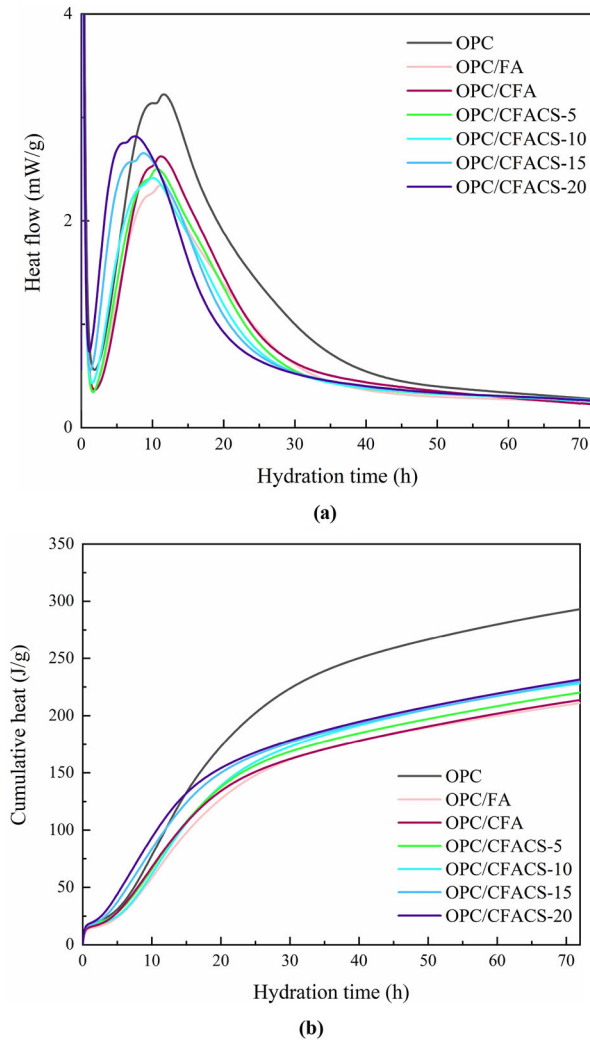 4
2
0
Heat flow (mW/g)
OPC
OPC/FA
OPC/CFA
OPC/CFACS-5
OPC/CFACS-10
OPC/CFACS-15
OPC/CFACS-20
0 10 20 30 40 50 60 70
Hydration time (h)
(a)
350
300
250
200
150
100
50
0
Cumulative heat (J/g)
OPC
OPC/FA
OPC/CFA
OPC/CFACS-5
OPC/CFACS-10
OPC/CFACS-15
OPC/CFACS-20
0 10 20 30 40 50 60 70
Hydration time (h)
(b)